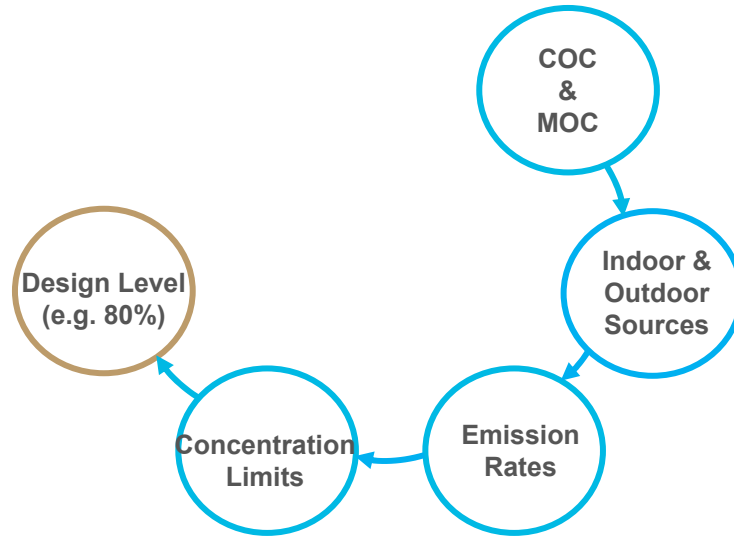 COC
&
MOC
Indoor &
Outdoor
Sources
Emission
Rates
Concentration
Limits
Design Level
(e.g. 80%)